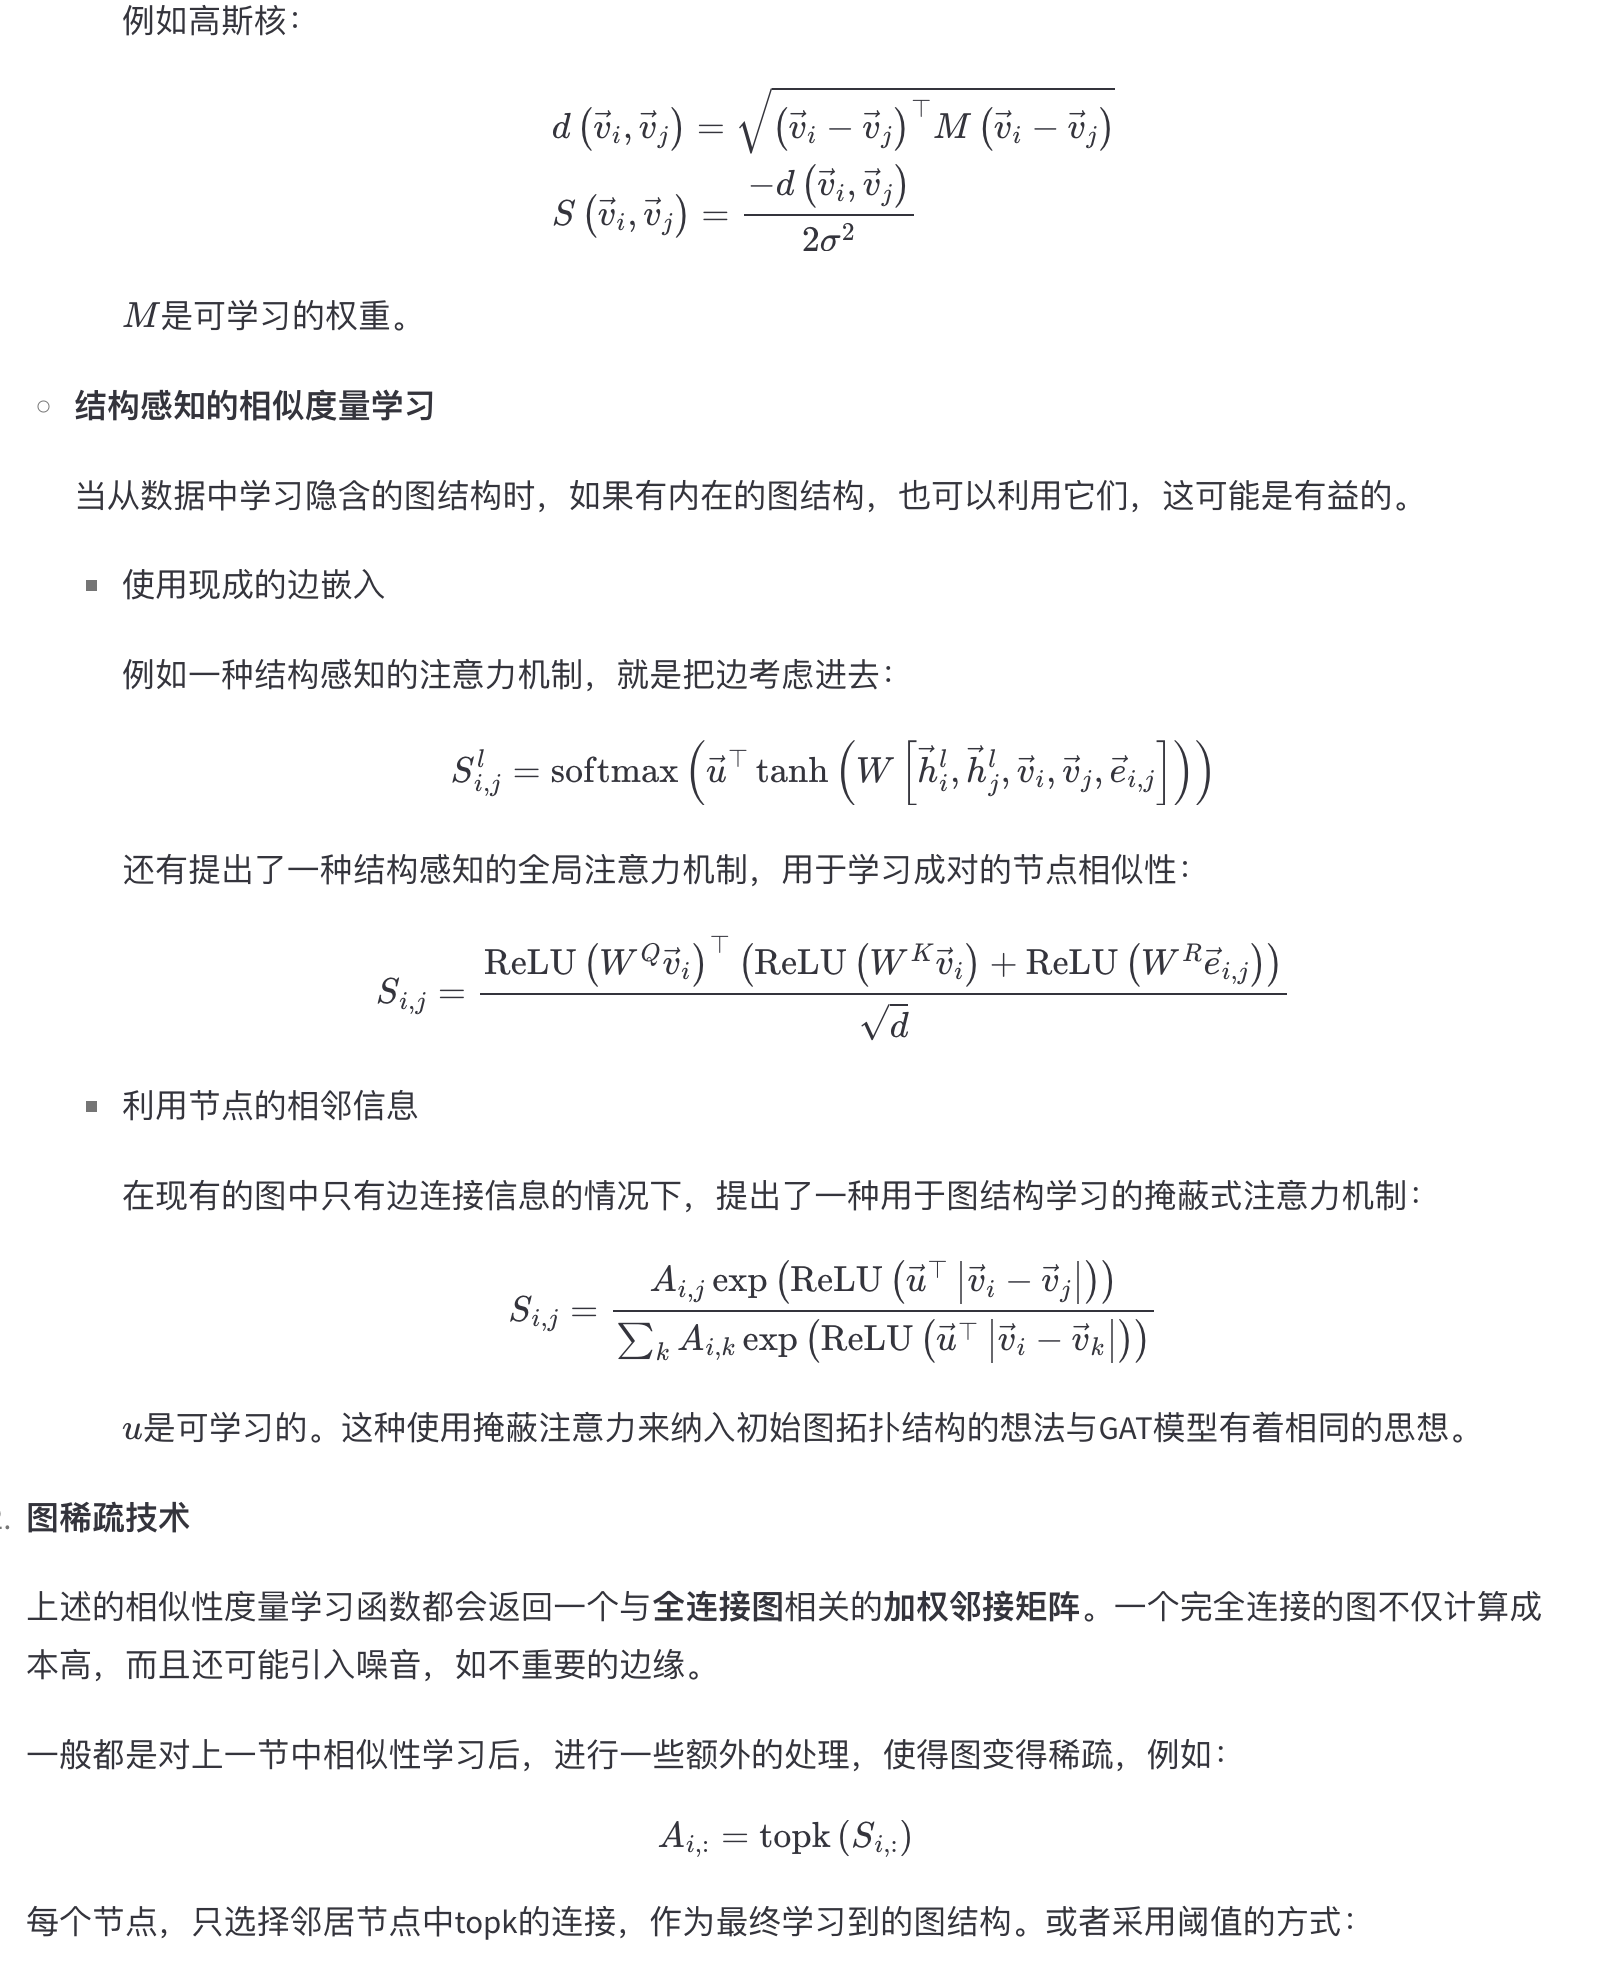 例如高斯核：
$d\left(\vec{v}_i, \vec{v}_j\right) = \sqrt{\left(\vec{v}_i - \vec{v}_j\right)^\top M \left(\vec{v}_i - \vec{v}_j\right)}$
$S\left(\vec{v}_i, \vec{v}_j\right) = \frac{-d\left(\vec{v}_i, \vec{v}_j\right)}{2\sigma^2}$
M是可学习的权重。
○ 结构感知的相似度量学习
当从数据中学习隐含的图结构时，如果有内在的图结构，也可以利用它们，这可能是有益的。
▪ 使用现成的边嵌入
例如一种结构感知的注意力机制，就是把边考虑进去：
$S_{i,j}^l = \operatorname{softmax}\left(\vec{u}^\top \tanh\left(W\left[\vec{h}_i^l, \vec{h}_j^l, \vec{v}_i, \vec{v}_j, \vec{e}_{i,j}\right]\right)\right)$
还有提出了一种结构感知的全局注意力机制，用于学习成对的节点相似性：
$S_{i,j} = \frac{\operatorname{ReLU}\left(W^Q \vec{v}_i\right)^\top \left(\operatorname{ReLU}\left(W^K \vec{v}_i\right) + \operatorname{ReLU}\left(W^R \vec{e}_{i,j}\right)\right)}{\sqrt{d}}$
▪ 利用节点的相邻信息
在现有的图中只有边连接信息的情况下，提出了一种用于图结构学习的掩蔽式注意力机制：
$S_{i,j} = \frac{A_{i,j} \exp\left(\operatorname{ReLU}\left(\vec{u}^\top \left|\vec{v}_i - \vec{v}_j\right|\right)\right)}{\sum_k A_{i,k} \exp\left(\operatorname{ReLU}\left(\vec{u}^\top \left|\vec{v}_i - \vec{v}_k\right|\right)\right)}$
u是可学习的。这种使用掩蔽注意力来纳入初始图拓扑结构的想法与GAT模型有着相同的思想。
图稀疏技术
上述的相似性度量学习函数都会返回一个与全连接图相关的加权邻接矩阵。一个完全连接的图不仅计算成
本高，而且还可能引入噪音，如不重要的边缘。
一般都是对上一节中相似性学习后，进行一些额外的处理，使得图变得稀疏，例如：
$A_{i,:} = \operatorname{topk}\left(S_{i,:}\right)$
每个节点，只选择邻居节点中topk的连接，作为最终学习到的图结构。或者采用阈值的方式：